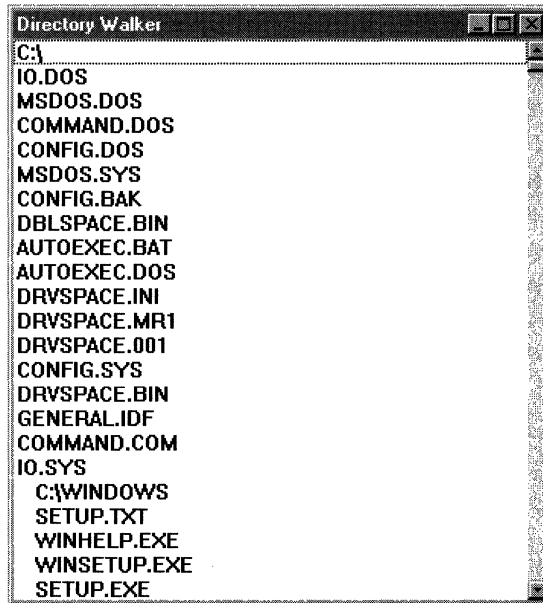 Directory Walker
C:\
IO.DOS
MSDOS.DOS
COMMAND.DOS
CONFIG.DOS
MSDOS.SYS
CONFIG.BAK
DBLSPACE.BIN
AUTOEXEC.BAT
AUTOEXEC.DOS
DRVSPACE.INI
DRVSPACE.MR1
DRVSPACE.001
CONFIG.SYS
DRVSPACE.BIN
GENERAL.IDF
COMMAND.COM
IO.SYS
C:\WINDOWS
SETUP.TXT
WINHELP.EXE
WINSETUP.EXE
SETUP.EXE